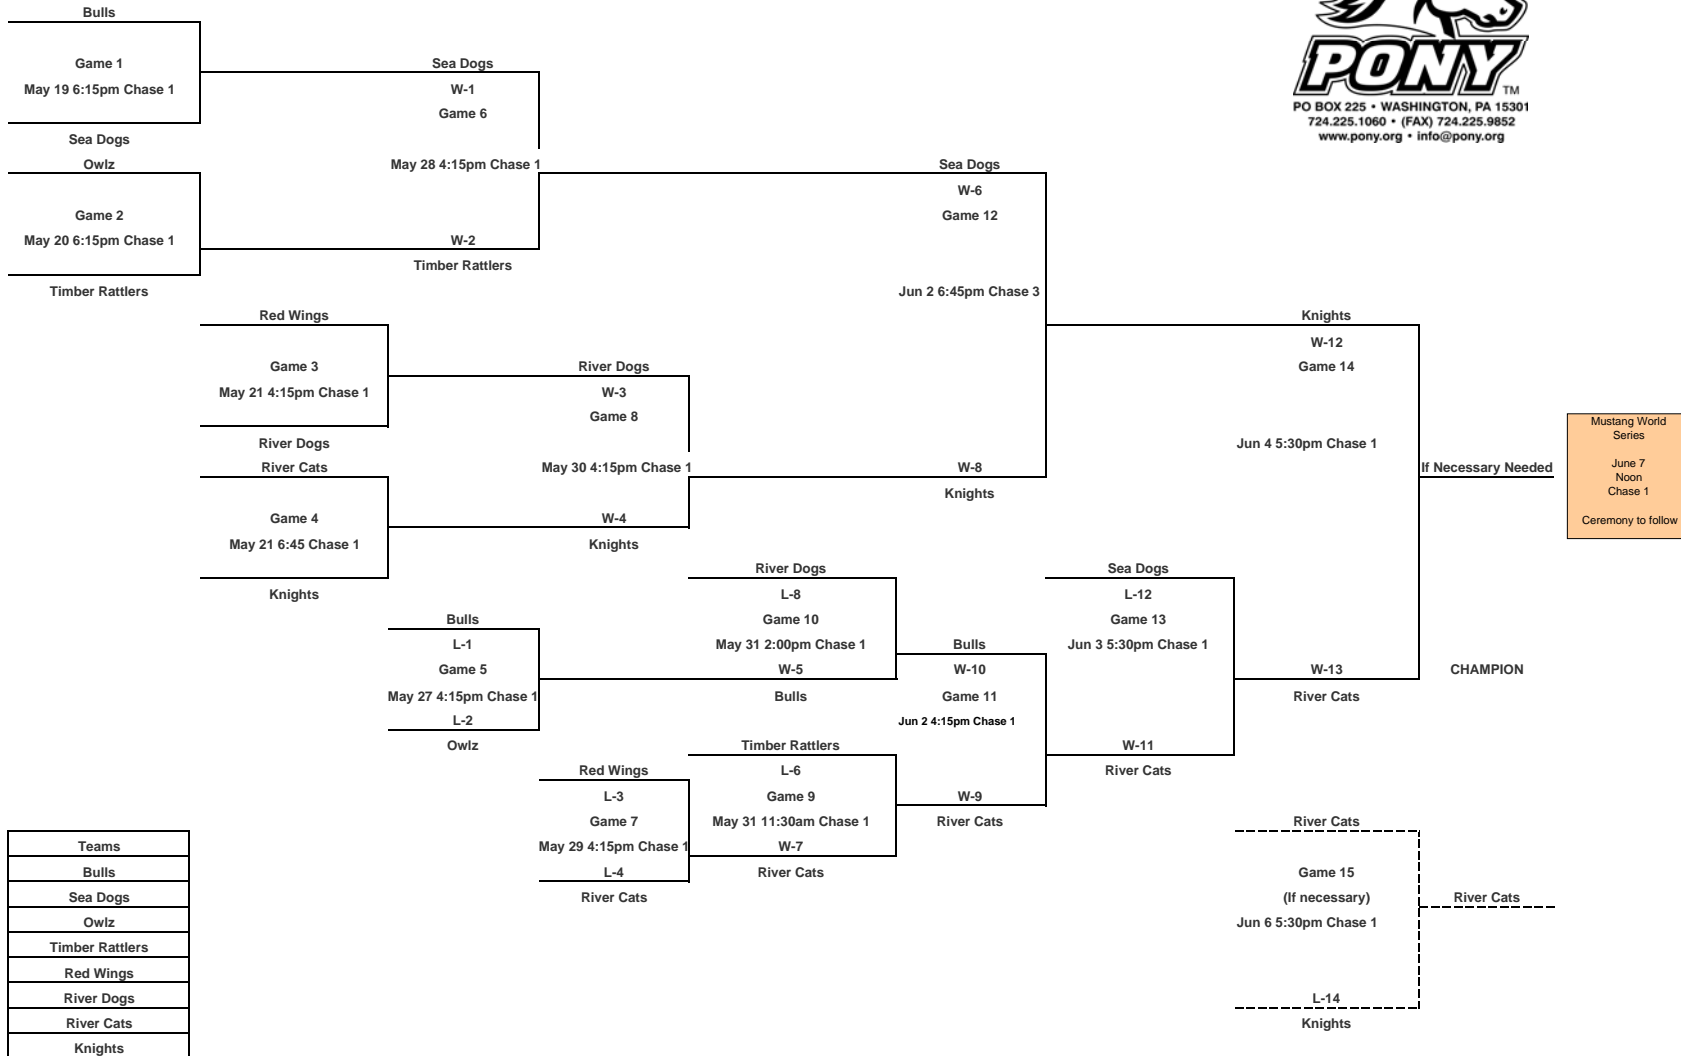 Bulls
Game 1
May 19 6:15pm Chase 1
Sea Dogs
Owlz
Game 2
May 20 6:15pm Chase 1
Timber Rattlers
Sea Dogs
W-1
Game 6
May 28 4:15pm Chase 1
W-2
Timber Rattlers
Red Wings
Game 3
May 21 4:15pm Chase 1
River Dogs
River Cats
Game 4
May 21 6:45 Chase 1
Knights
River Dogs
W-3
Game 8
May 30 4:15pm Chase 1
W-4
Knights
Sea Dogs
W-6
Game 12
Jun 2 6:45pm Chase 3
W-8
Knights
PONY TM
PO BOX 225 • WASHINGTON, PA 15301
724.225.1060 • (FAX) 724.225.9852
www.pony.org • info@pony.org
Knights
W-12
Game 14
Jun 4 5:30pm Chase 1
If Necessary Needed
W-13
River Cats
CHAMPION
Mustang World
Series
June 7
Noon
Chase 1
Ceremony to follow
Bulls
L-1
Game 5
May 27 4:15pm Chase 1
L-2
Owlz
River Dogs
L-8
Game 10
May 31 2:00pm Chase 1
W-5
Bulls
Red Wings
L-3
Game 7
May 29 4:15pm Chase 1
L-4
River Cats
Timber Rattlers
L-6
Game 9
May 31 11:30am Chase 1
W-7
River Cats
Bulls
W-10
Game 11
Jun 2 4:15pm Chase 1
W-9
River Cats
Sea Dogs
L-12
Game 13
Jun 3 5:30pm Chase 1
W-11
River Cats
River Cats
Game 15
(If necessary)
Jun 6 5:30pm Chase 1
L-14
Knights
River Cats
Teams
Bulls
Sea Dogs
Owlz
Timber Rattlers
Red Wings
River Dogs
River Cats
Knights